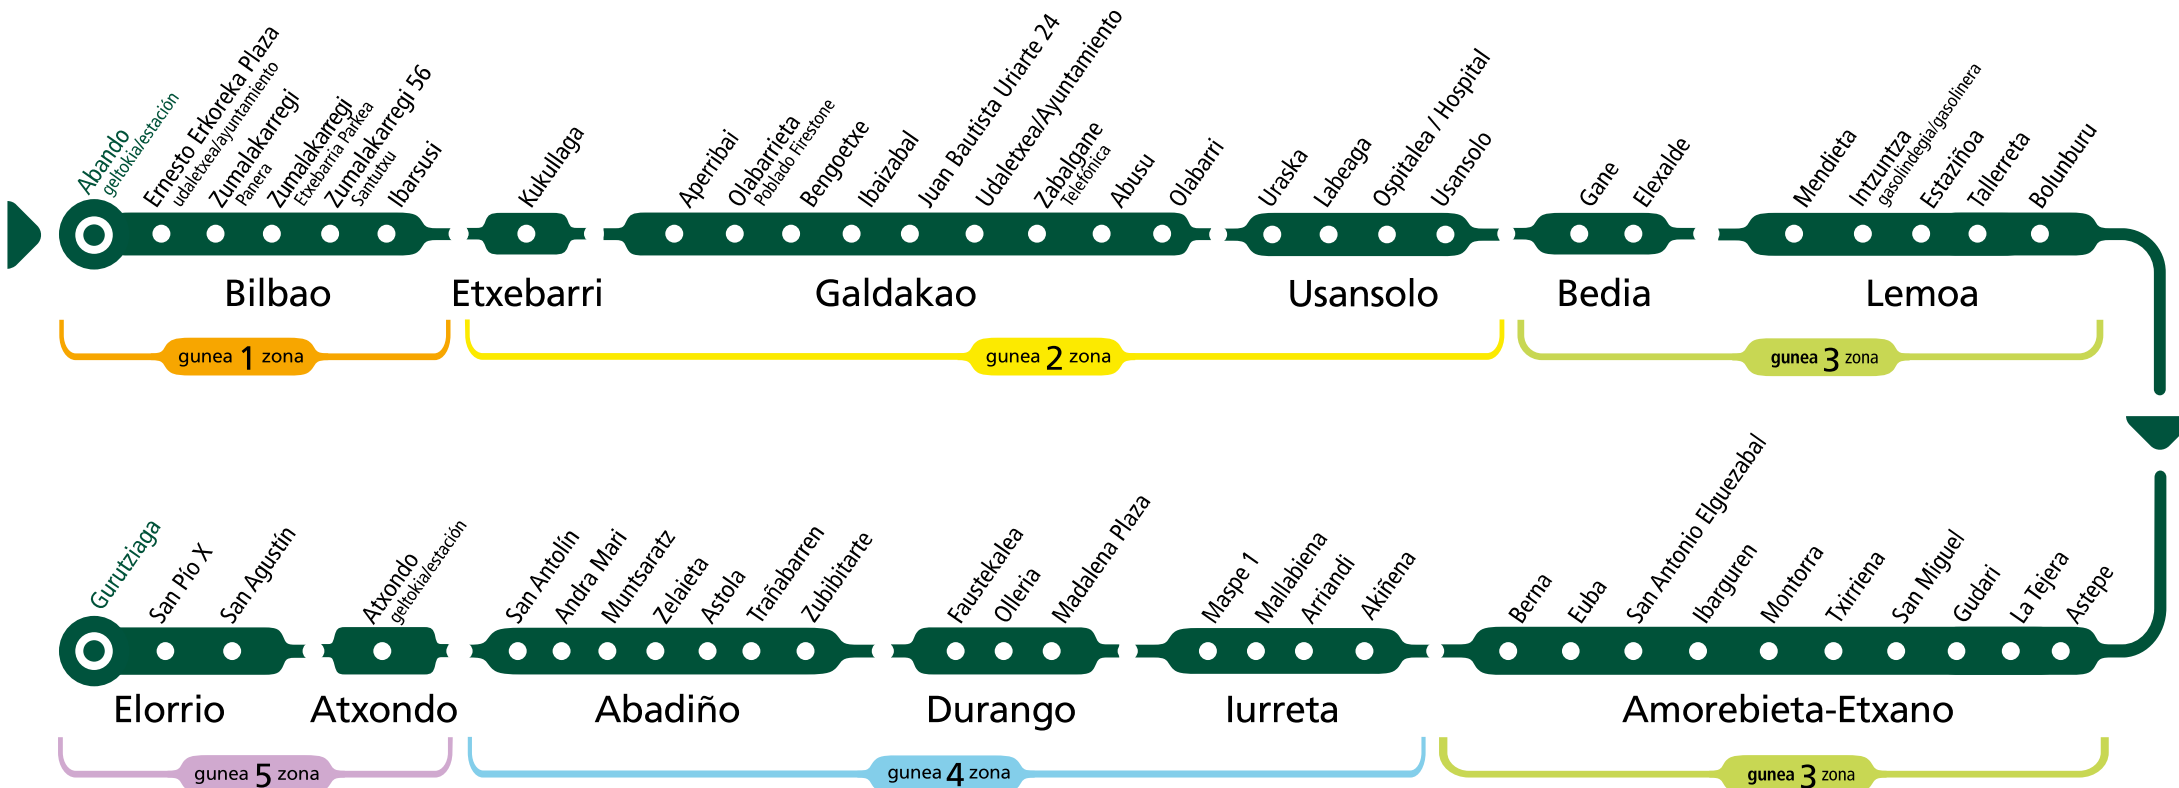 Abando
geltokia/estación
Ernesto Erkoreka Plaza
udaletxea/ayuntamiento
Zumalakarregi
Panera
Zumalakarregi
Etxebarria Parkea
Zumalakarregi 56
Santutxu
Ibarsusi
Kukullaga
Aperribai
Olabarrieta
Poblado Firestone
Bengoetxe
Ibaizabal
Juan Bautista Uriarte 24
Udaletxea/Ayuntamiento
Zabalgane
Telefónica
Abusu
Olabarri
Uraska
Labeaga
Ospitalea / Hospital
Usansolo
Gane
Elexalde
Mendieta
Intzuntza
gasolindegia/gasolinera
Estaziñoa
Tallerreta
Bolunburu
Bilbao
Etxebarri
Galdakao
Usansolo
Bedia
Lemoa
gunea 1 zona
gunea 2 zona
gunea 3 zona
Gurutziaga
San Pío X
San Agustín
Atxondo
geltokia/estación
San Antolín
Andra Mari
Muntsaratz
Zelaieta
Astola
Trañabarren
Zubibitarte
Faustekalea
Olleria
Madalena Plaza
Maspe 1
Mallabiena
Arriandi
Akiñena
Berna
Euba
San Antonio Elguezabal
Ibarguren
Montorra
Txirriena
San Miguel
Gudari
La Tejera
Astepe
Elorrio
Atxondo
Abadiño
Durango
Iurreta
Amorebieta-Etxano
gunea 5 zona
gunea 4 zona
gunea 3 zona